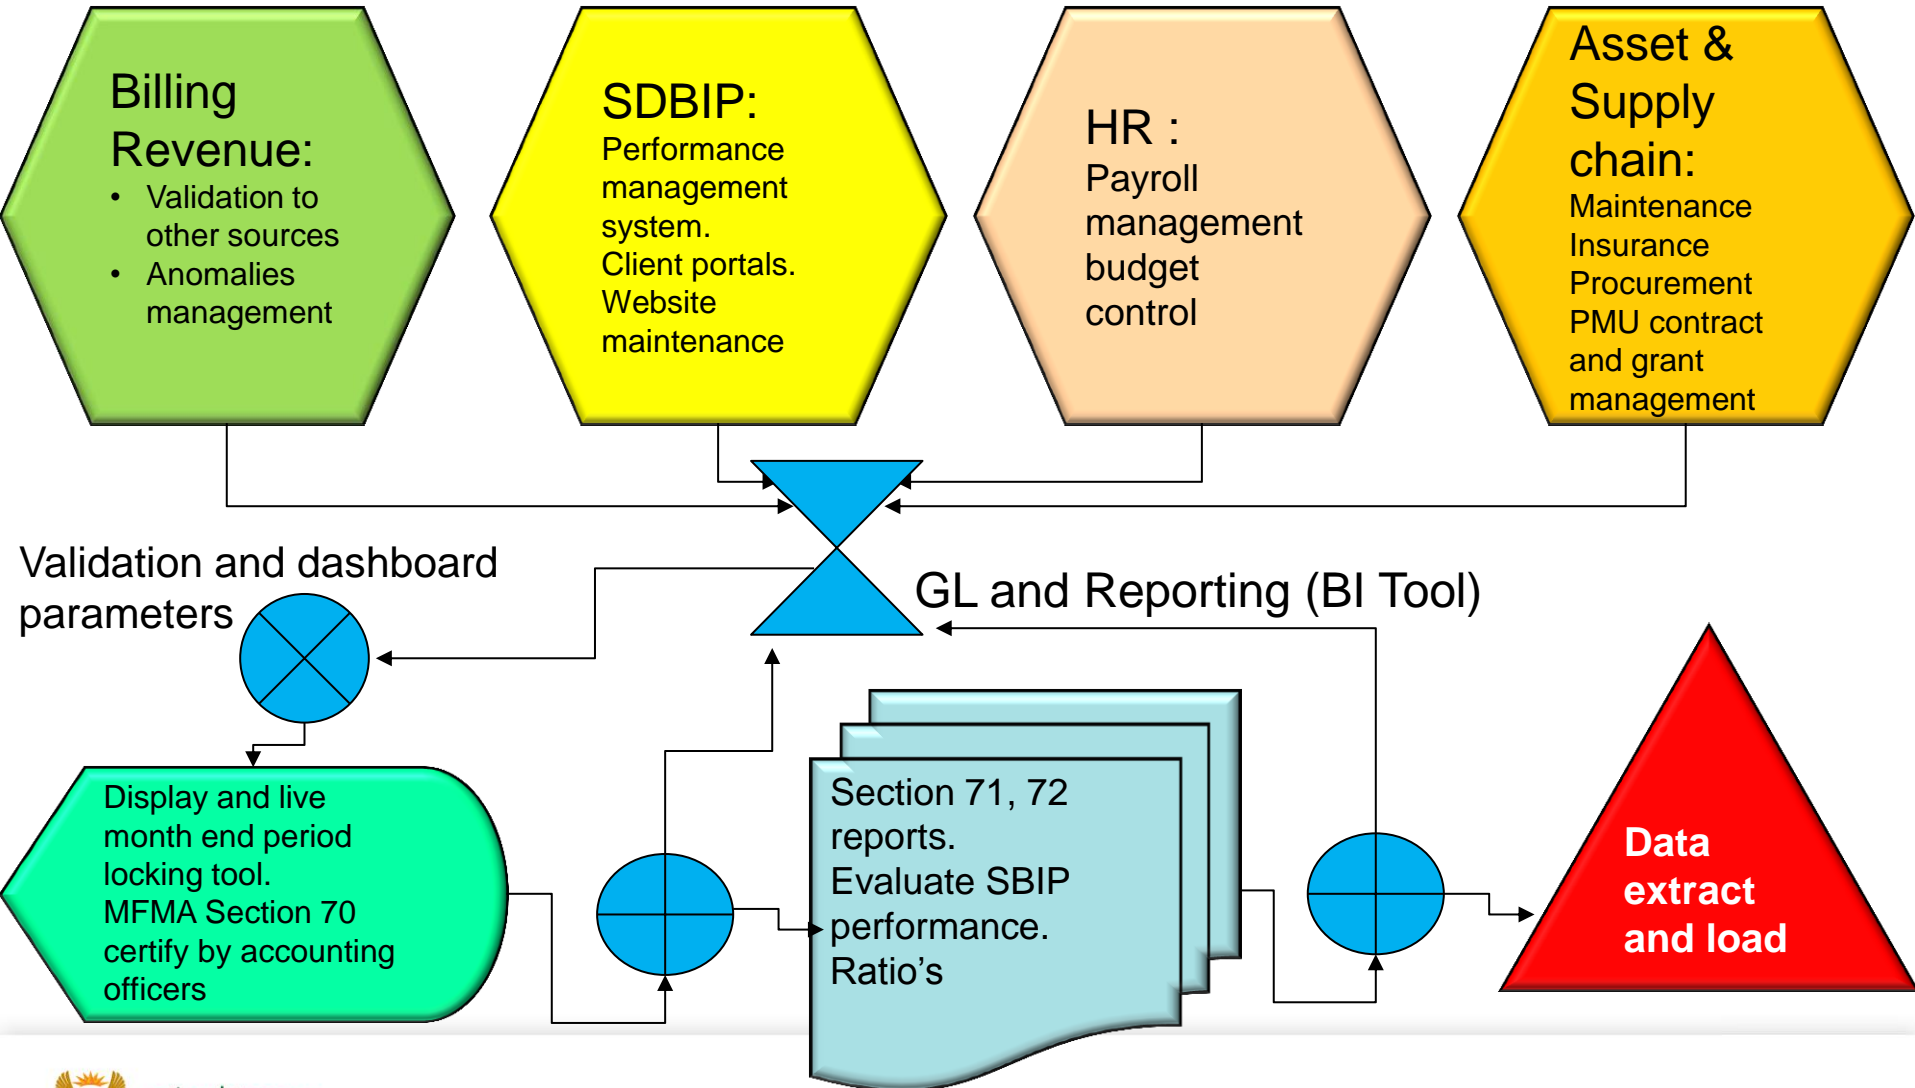 Billing
Revenue:
• Validation to
other sources
• Anomalies
management
SDBIP:
Performance
management
system.
Client portals.
Website
maintenance
HR :
Payroll
management
budget
control
Asset &
Supply
chain:
Maintenance
Insurance
Procurement
PMU contract
and grant
management
Validation and dashboard
parameters
GL and Reporting (BI Tool)
Display and live
month end period
locking tool.
MFMA Section 70
certify by accounting
officers
Section 71, 72
reports.
Evaluate SBIP
performance.
Ratio's
Data
extract
and load